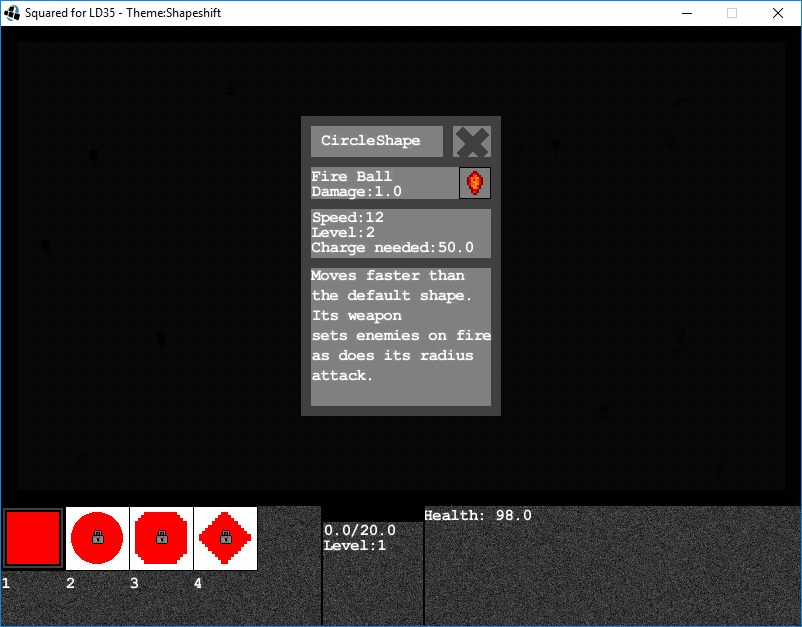 Squared for LD35 - Theme:Shapeshift
CircleShape
Fire Ball
Damage:1.0
Speed:12
Level:2
Charge needed:50.0
Moves faster than
the default shape.
Its weapon
sets enemies on fire
as does its radius
attack.
0.0/20.0
Level:1
Health: 98.0
1 2 3 4